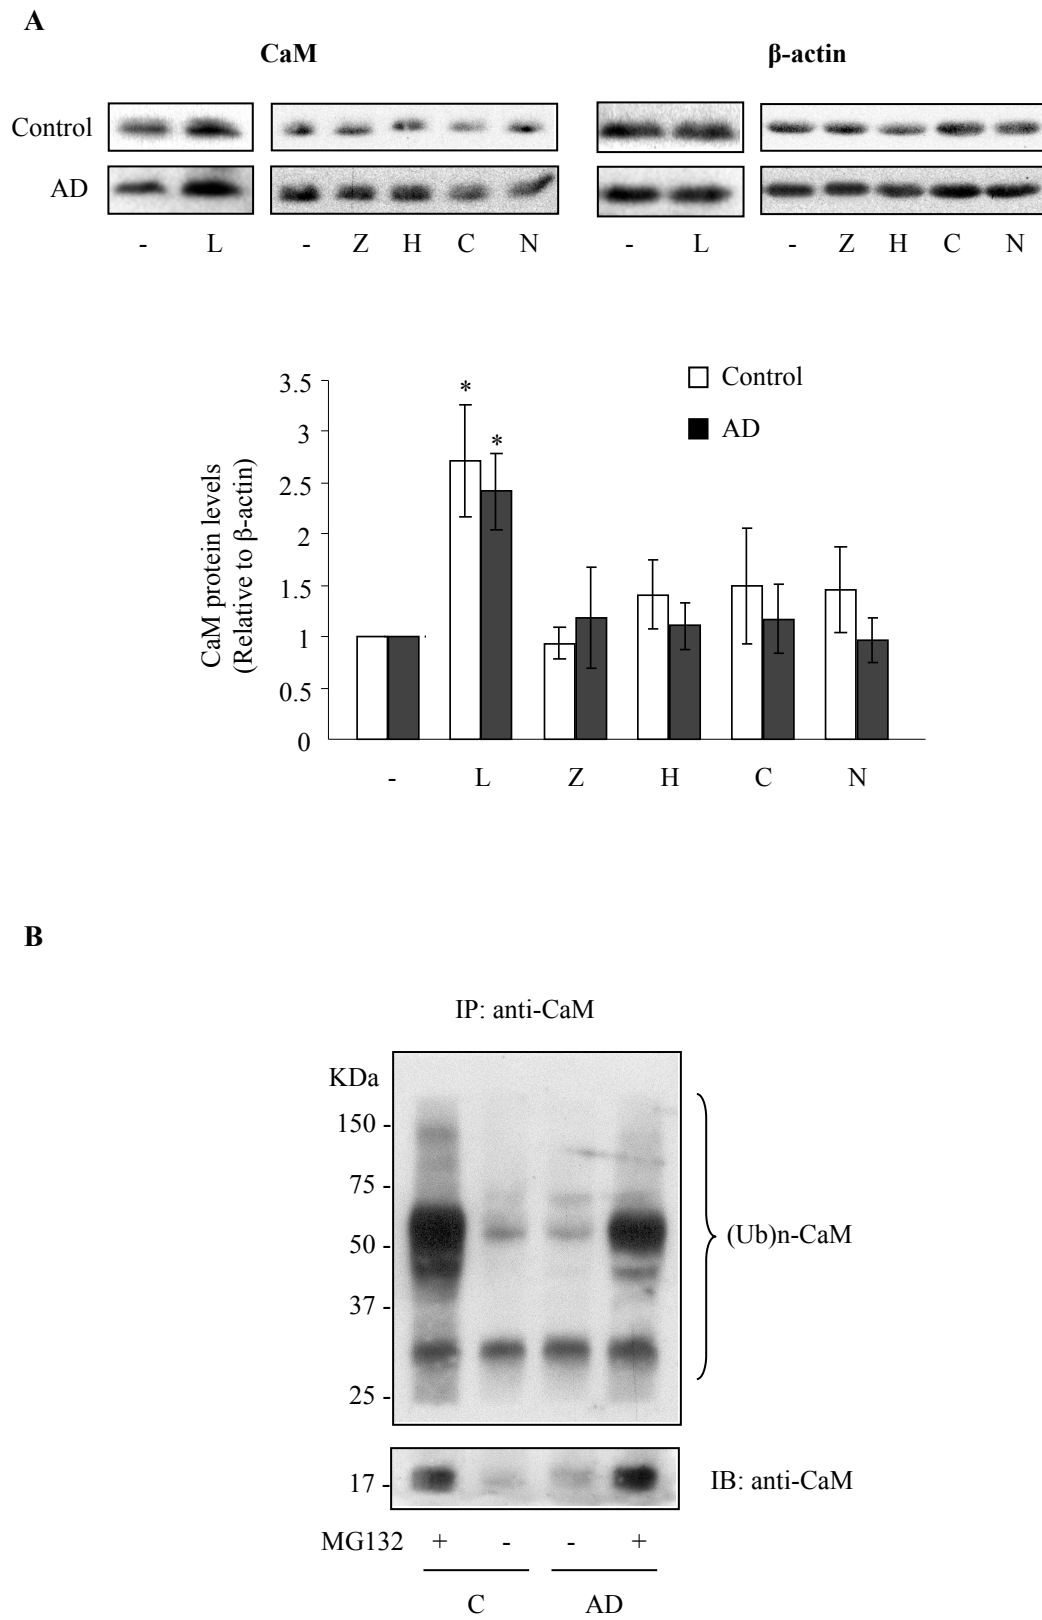 A
CaM β-actin
Control
AD
- L - Z H C N - L - Z H C N
CaM protein levels
(Relative to β-actin)
3.5
3
2.5
2
1.5
1
0.5
0
* *
Control
AD
- L Z H C N
B
IP: anti-CaM
KDa
150 -
75 -
50 -
37 -
25 -
(Ub)n-CaM
17 -
IB: anti-CaM
MG132 + - - +
C AD